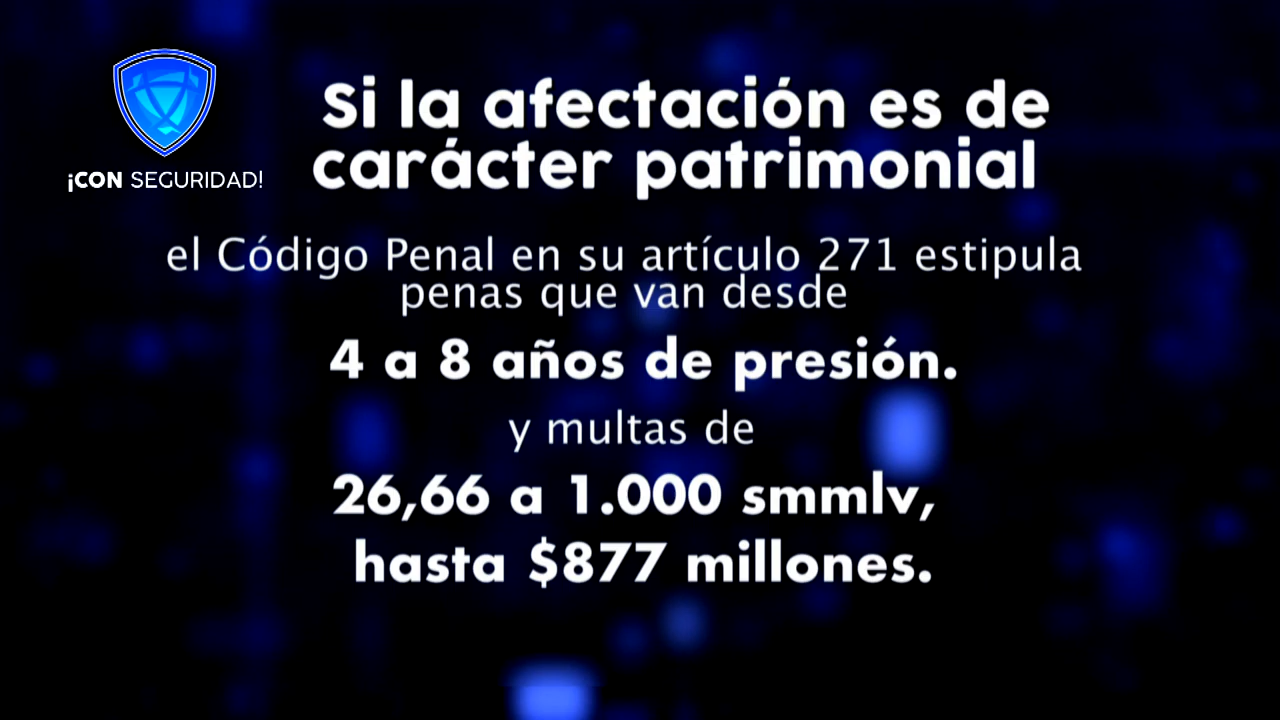 ¡CON SEGURIDAD!
Si la afectación es de
carácter patrimonial
el Código Penal en su artículo 271 estipula
penas que van desde
4 a 8 años de presión.
y multas de
26,66 a 1.000 smmlv,
hasta $877 millones.